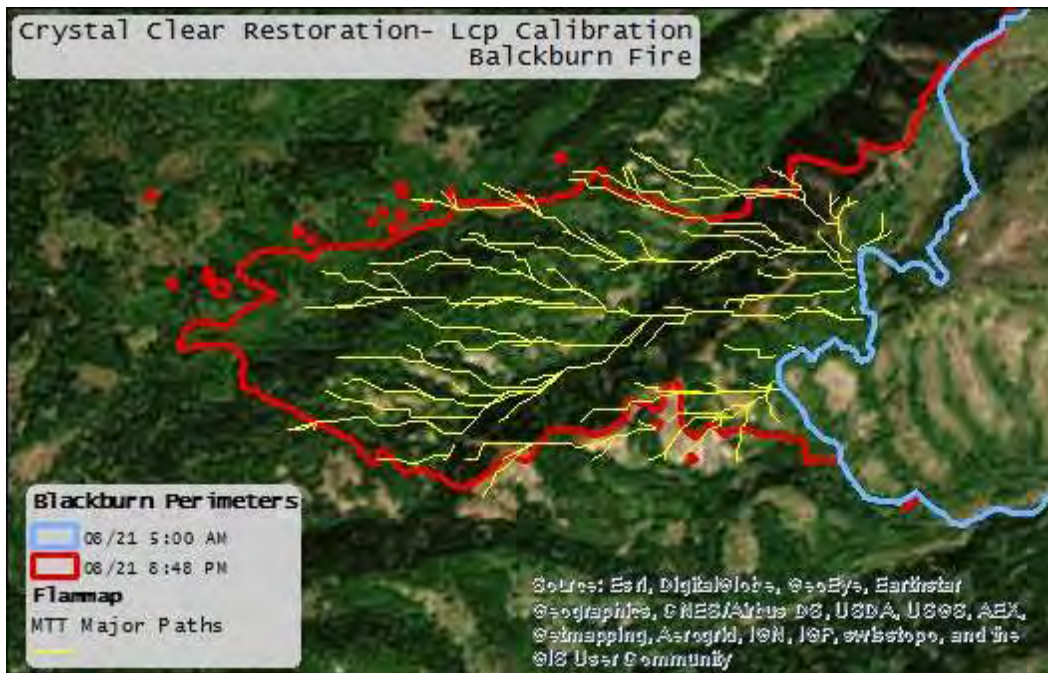 Crystal Clear Restoration- Lcp Calibration
Balckburn Fire
Blackburn Perimeters
08/21 5:00 AM
08/21 8:48 PM
Flammap
MTT Major Paths
Source: Esri, DigitalGlobe, GeoEye, Earthstar
Geographics, CNES/Airbus DS, USDA, USGS, AEX,
Getmapping, Aerogrid, IGN, IGP, swisstopo, and the
GIS User Community